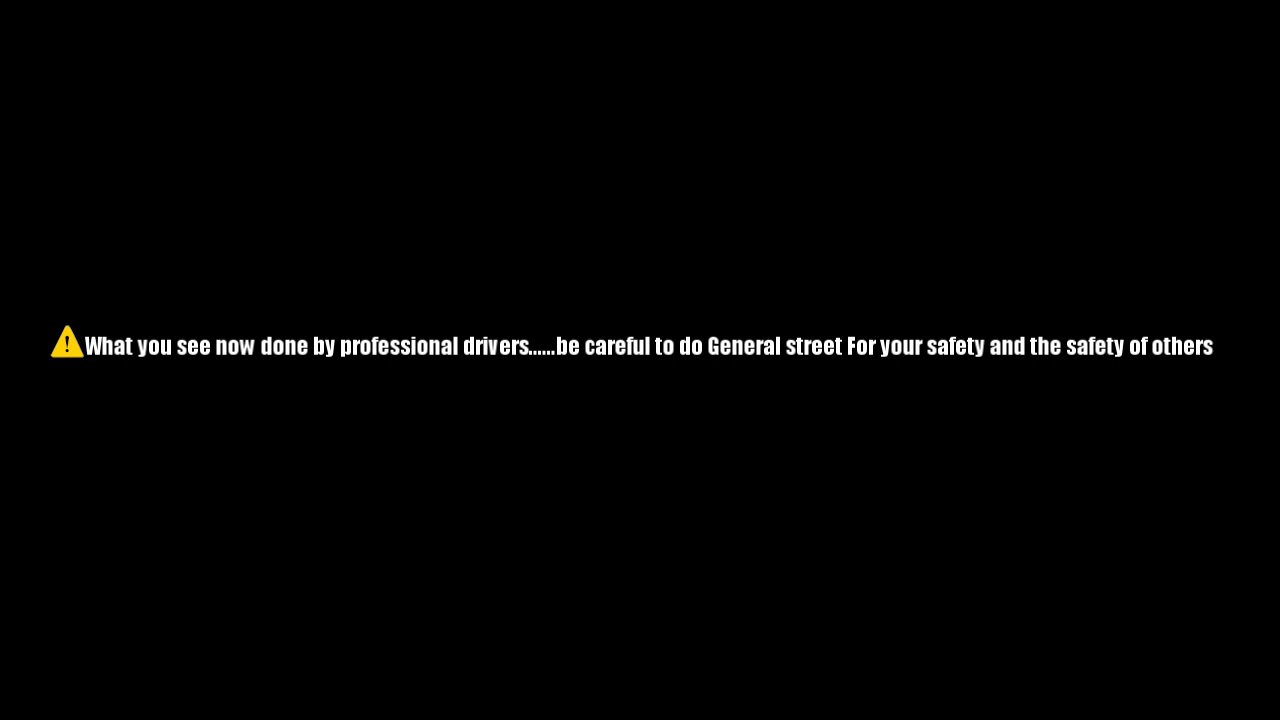 ⚠What you see now done by professional drivers......be careful to do General street For your safety and the safety of others